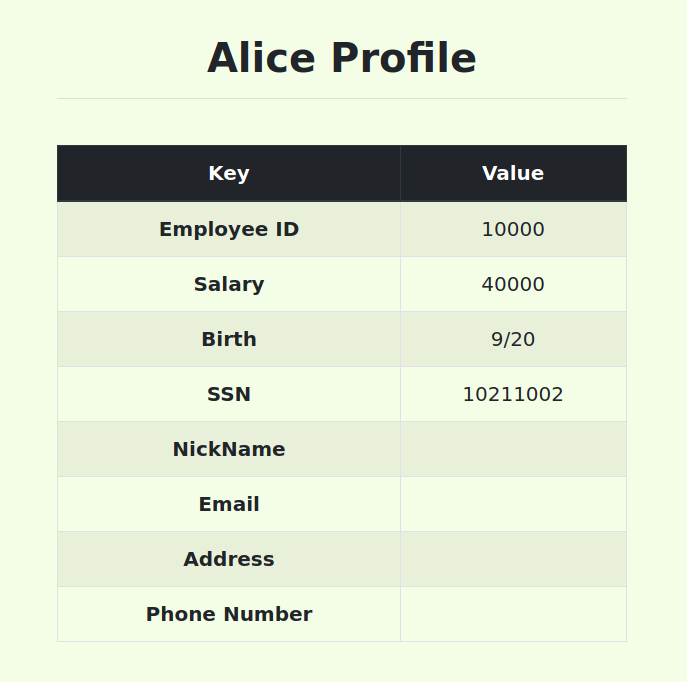 Alice Profile
Key Value
Employee ID 10000
Salary 40000
Birth 9/20
SSN 10211002
NickName
Email
Address
Phone Number